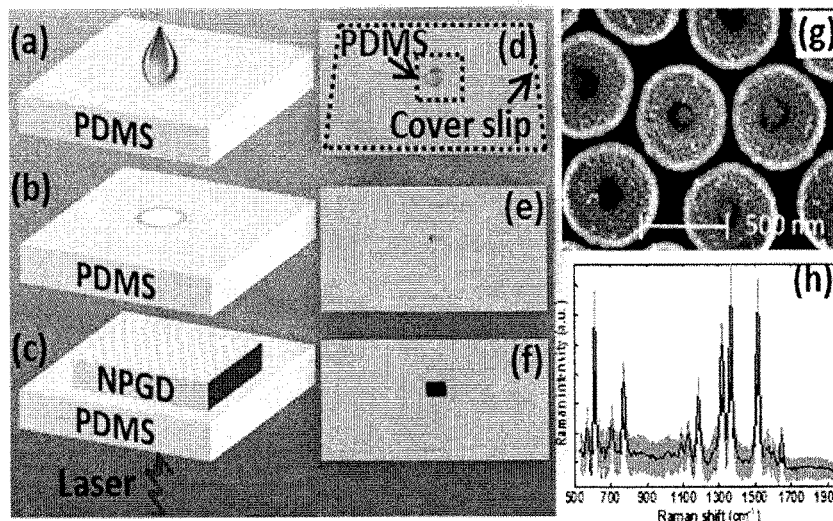 (a)
PDMS
(b)
PDMS
(c)
NPGD
PDMS
Laser
PDMS
(d)
Cover slip
(e)
(f)
(g)
500 nm
(h)
Raman intensity (a.u.)
500 700 900 1100 1300 1500 1700 1900
Raman shift (cm⁻¹)